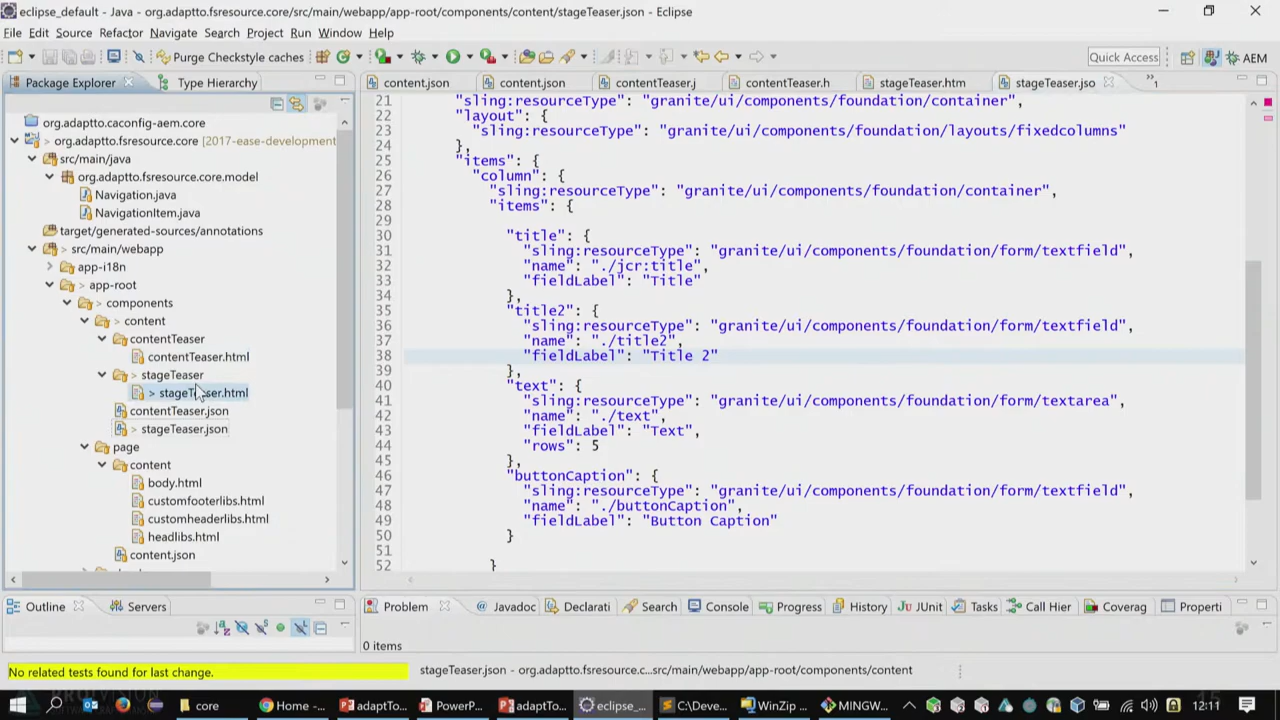 eclipse_default - Java - org.adaptto.fsresource.core/src/main/webapp/app-root/components/content/stageTeaser.json - Eclipse
File Edit Source Refactor Navigate Search Project Run Window Help
Purge Checkstyle caches
Quick Access
AEM
Package Explorer
Type Hierarchy
content.json
content.json
contentTeaser.j
contentTeaser.h
stageTeaser.htm
stageTeaser.jso
org.adaptto.caconfig-aem.core
> org.adaptto.fsresource.core [2017-ease-development
src/main/java
org.adaptto.fsresource.core.model
Navigation.java
NavigationItem.java
target/generated-sources/annotations
> src/main/webapp
> app-i18n
> app-root
> components
> content
contentTeaser
contentTeaser.html
> stageTeaser
> stageTeaser.html
contentTeaser.json
> stageTeaser.json
page
content
body.html
customfooterlibs.html
customheaderlibs.html
headlibs.html
content.json
21 "sling:resourceType": "granite/ui/components/foundation/container",
22 "layout": {
23 "sling:resourceType": "granite/ui/components/foundation/layouts/fixedcolumns"
24 },
25 "items": {
26 "column": {
27 "sling:resourceType": "granite/ui/components/foundation/container",
28 "items": {
29
30 "title": {
31 "sling:resourceType": "granite/ui/components/foundation/form/textfield",
32 "name": "./jcr:title",
33 "fieldLabel": "Title"
34 },
35 "title2": {
36 "sling:resourceType": "granite/ui/components/foundation/form/textfield",
37 "name": "./title2",
38 "fieldLabel": "Title 2"
39 },
40 "text": {
41 "sling:resourceType": "granite/ui/components/foundation/form/textarea",
42 "name": "./text",
43 "fieldLabel": "Text",
44 "rows": 5
45 },
46 "buttonCaption": {
47 "sling:resourceType": "granite/ui/components/foundation/form/textfield",
48 "name": "./buttonCaption",
49 "fieldLabel": "Button Caption"
50 }
51
52 }
Outline
Servers
Problem
Javadoc
Declarati
Search
Console
Progress
History
JUnit
Tasks
Call Hier
Coverag
Properti
0 items
No related tests found for last change.
stageTeaser.json - org.adaptto.fsresource.c...src/main/webapp/app-root/components/content
core
Home - ...
adaptTo...
PowerP...
adaptTo...
eclipse_...
C:\Deve...
WinZip ...
MINGW...
12:11